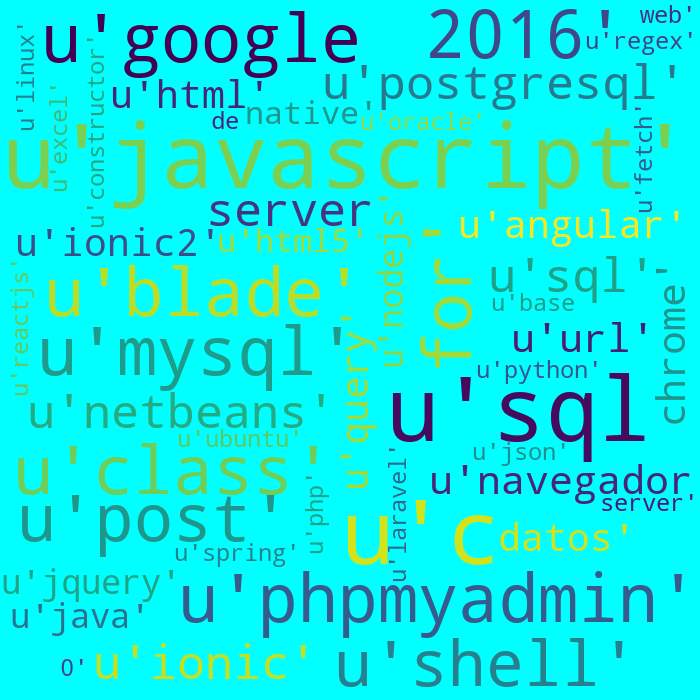 u'google
2016'
web'
u'regex'
u'linux'
u'constructor'
u'html'
u'postgresql'
u'excel'
de
native'
u'oracle'
u'fetch'
u'javascript'
server
u'ionic2'
u'html5'
u'nodejs'
for'
u'angular'
u'reactjs'
u'blade'
u'sql'
u'base
chrome'
u'mysql'
u'query'
u'url'
u'python'
u'netbeans'
u'sql
u'ubuntu'
u'class'
u'json'
u'php'
u'laravel'
u'navegador
server'
u'post'
u'c
datos'
u'spring'
u'jquery'
u'java'
u'phpmyadmin'
O'
u'ionic'
u'shell'